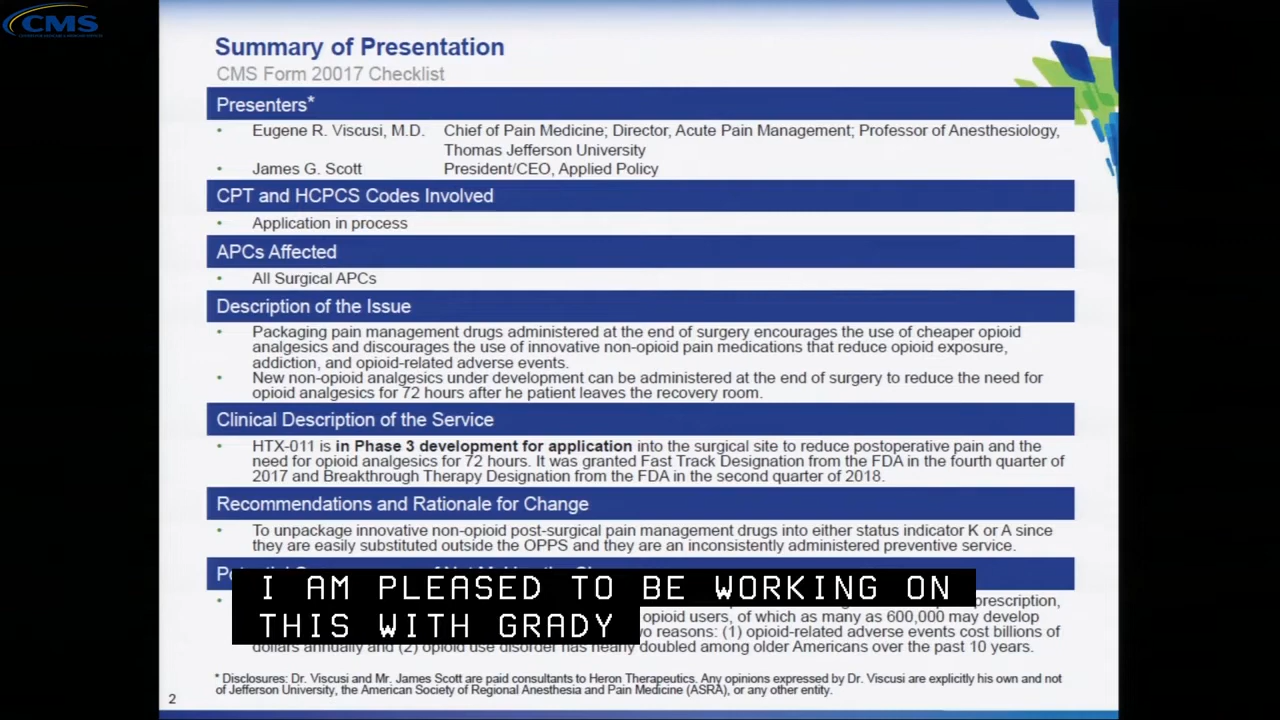 CMS
Summary of Presentation
CMS Form 20017 Checklist
Presenters*
• Eugene R. Viscusi, M.D. Chief of Pain Medicine; Director, Acute Pain Management; Professor of Anesthesiology,
Thomas Jefferson University
• James G. Scott President/CEO, Applied Policy
CPT and HCPCS Codes Involved
• Application in process
APCs Affected
• All Surgical APCs
Description of the Issue
• Packaging pain management drugs administered at the end of surgery encourages the use of cheaper opioid
analgesics and discourages the use of innovative non-opioid pain medications that reduce opioid exposure,
addiction, and opioid-related adverse events.
• New non-opioid analgesics under development can be administered at the end of surgery to reduce the need for
opioid analgesics for 72 hours after he patient leaves the recovery room.
Clinical Description of the Service
• HTX-011 is in Phase 3 development for application into the surgical site to reduce postoperative pain and the
need for opioid analgesics for 72 hours. It was granted Fast Track Designation from the FDA in the fourth quarter of
2017 and Breakthrough Therapy Designation from the FDA in the second quarter of 2018.
Recommendations and Rationale for Change
• To unpackage innovative non-opioid post-surgical pain management drugs into either status indicator K or A since
they are easily substituted outside the OPPS and they are an inconsistently administered preventive service.
I AM PLEASED TO BE WORKING ON
THIS WITH GRADY
prescription,
opioid users, of which as many as 600,000 may develop
reasons: (1) opioid-related adverse events cost billions of
dollars annually and (2) opioid use disorder has nearly doubled among older Americans over the past 10 years.
* Disclosures: Dr. Viscusi and Mr. James Scott are paid consultants to Heron Therapeutics. Any opinions expressed by Dr. Viscusi are explicitly his own and not
of Jefferson University, the American Society of Regional Anesthesia and Pain Medicine (ASRA), or any other entity.
2